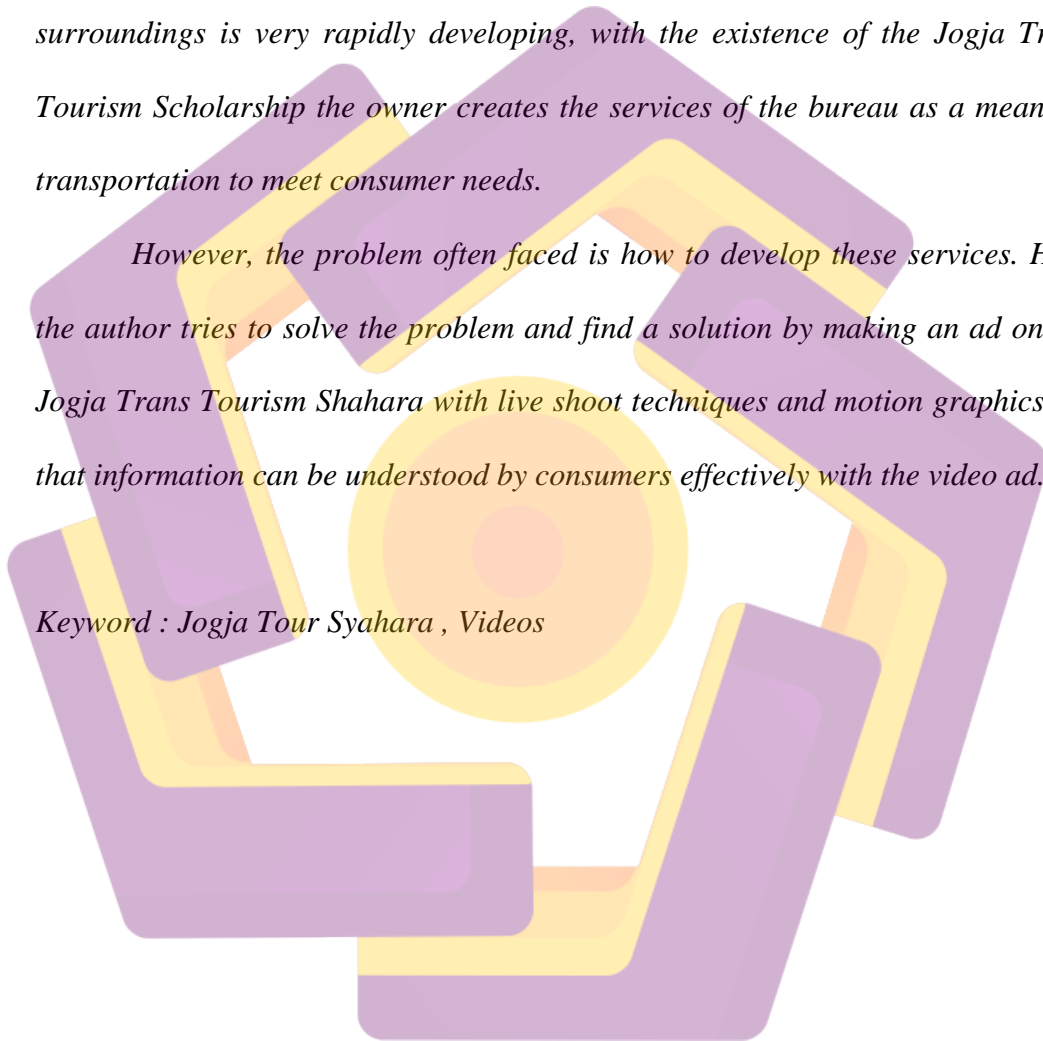 surroundings is very rapidly developing, with the existence of the Jogja Tr
Tourism Scholarship the owner creates the services of the bureau as a mean
transportation to meet consumer needs.
However, the problem often faced is how to develop these services. H
the author tries to solve the problem and find a solution by making an ad on
Jogja Trans Tourism Shahara with live shoot techniques and motion graphics
that information can be understood by consumers effectively with the video ad.
Keyword : Jogja Tour Syahara , Videos